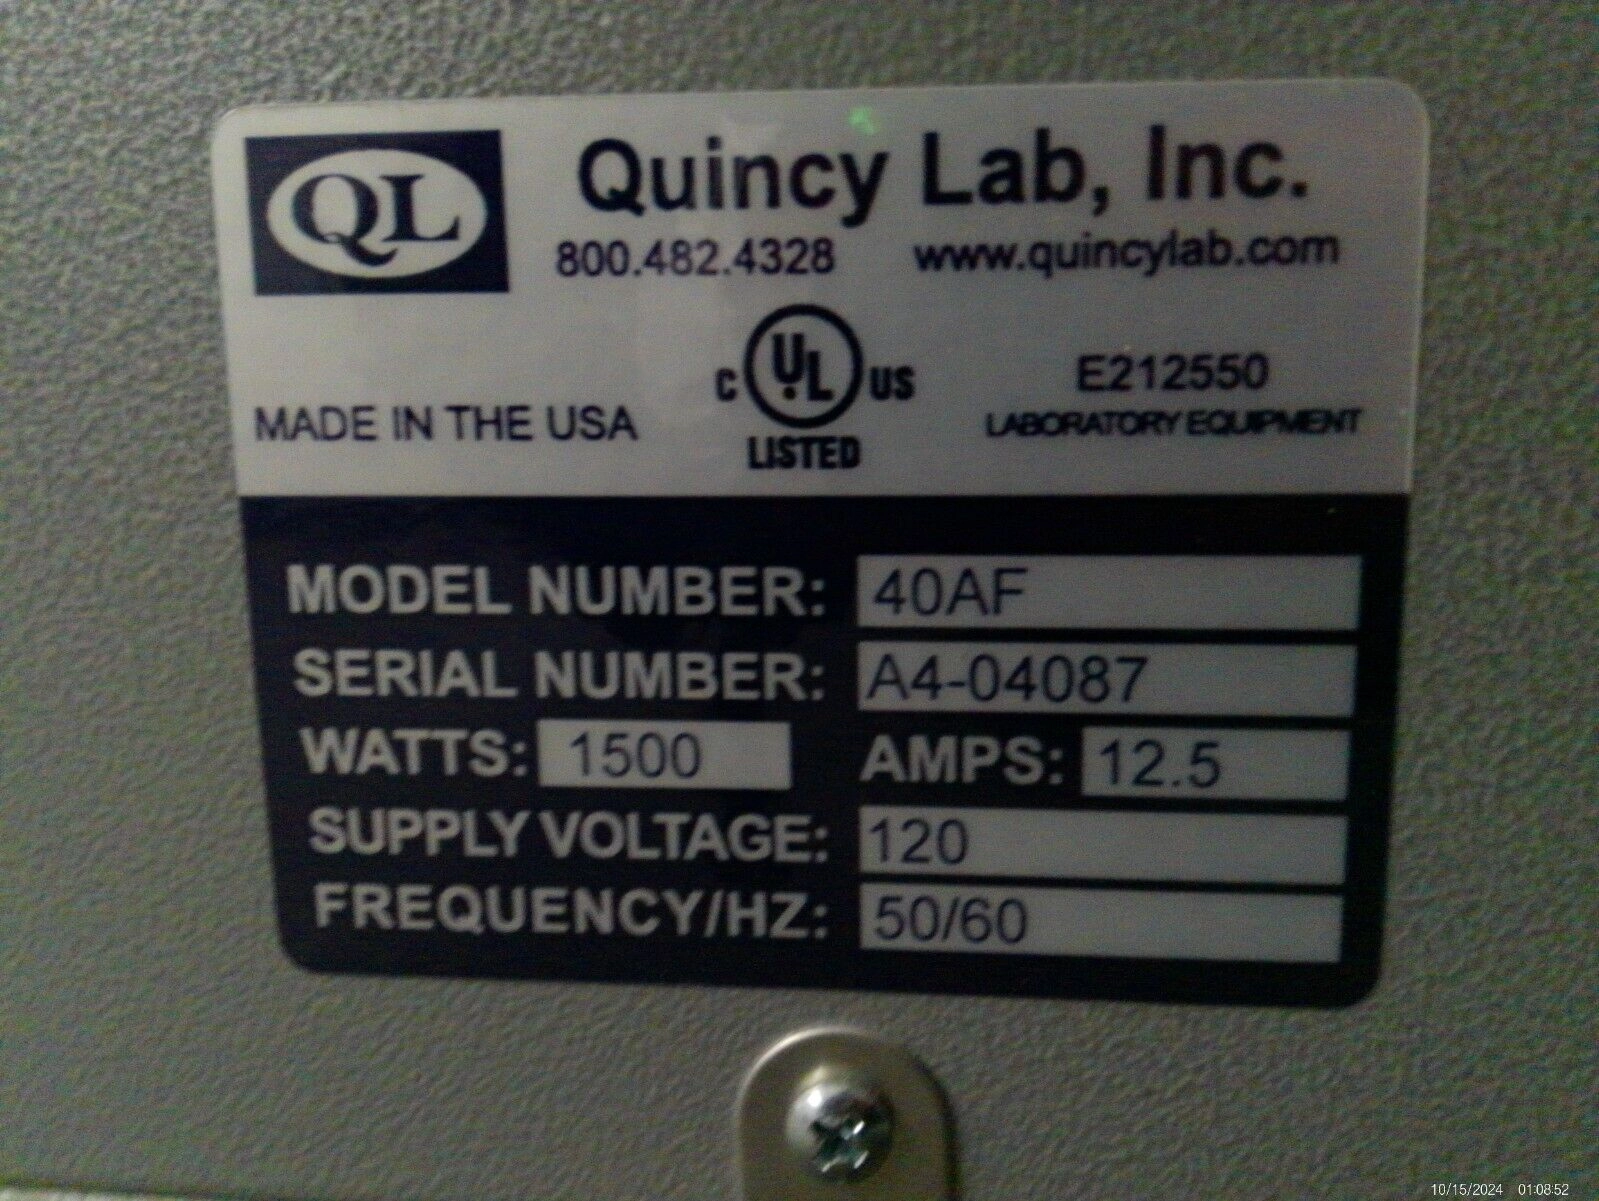 QL
Quincy Lab, Inc.
800.482.4328 www.quincylab.com
MADE IN THE USA
C UL US
LISTED
E212550
LABORATORY EQUIPMENT
MODEL NUMBER: 40AF
SERIAL NUMBER: A4-04087
WATTS: 1500 AMPS: 12.5
SUPPLY VOLTAGE: 120
FREQUENCY/HZ: 50/60
10/15/2024 01:08:52